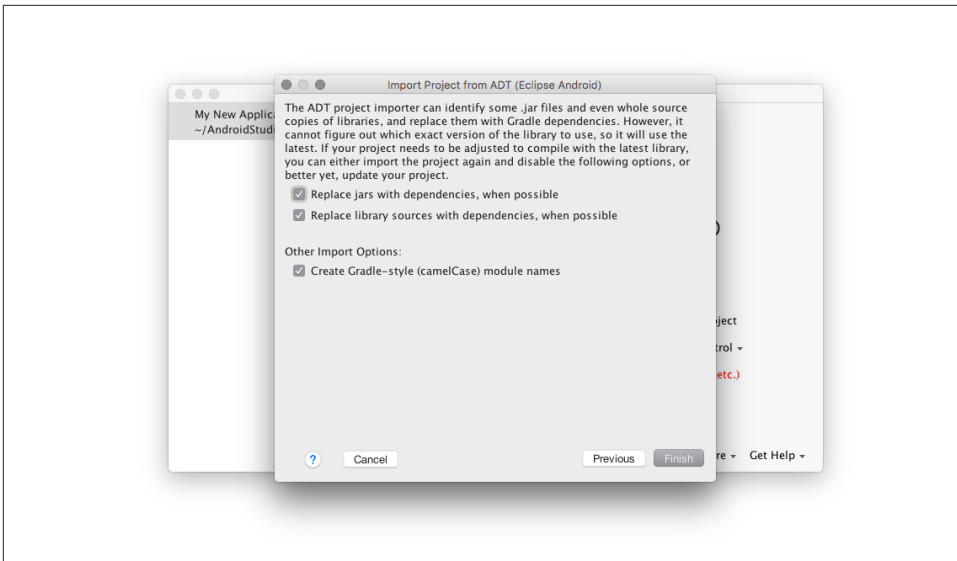 Import Project from ADT (Eclipse Android)
My New Applic
~/AndroidStudi
The ADT project importer can identify some .jar files and even whole source
copies of libraries, and replace them with Gradle dependencies. However, it
cannot figure out which exact version of the library to use, so it will use the
latest. If your project needs to be adjusted to compile with the latest library,
you can either import the project again and disable the following options, or
better yet, update your project.
Replace jars with dependencies, when possible
Replace library sources with dependencies, when possible
Other Import Options:
Create Gradle-style (camelCase) module names
)
ject
trol
etc.)
?
Cancel
Previous
Finish
re
Get Help